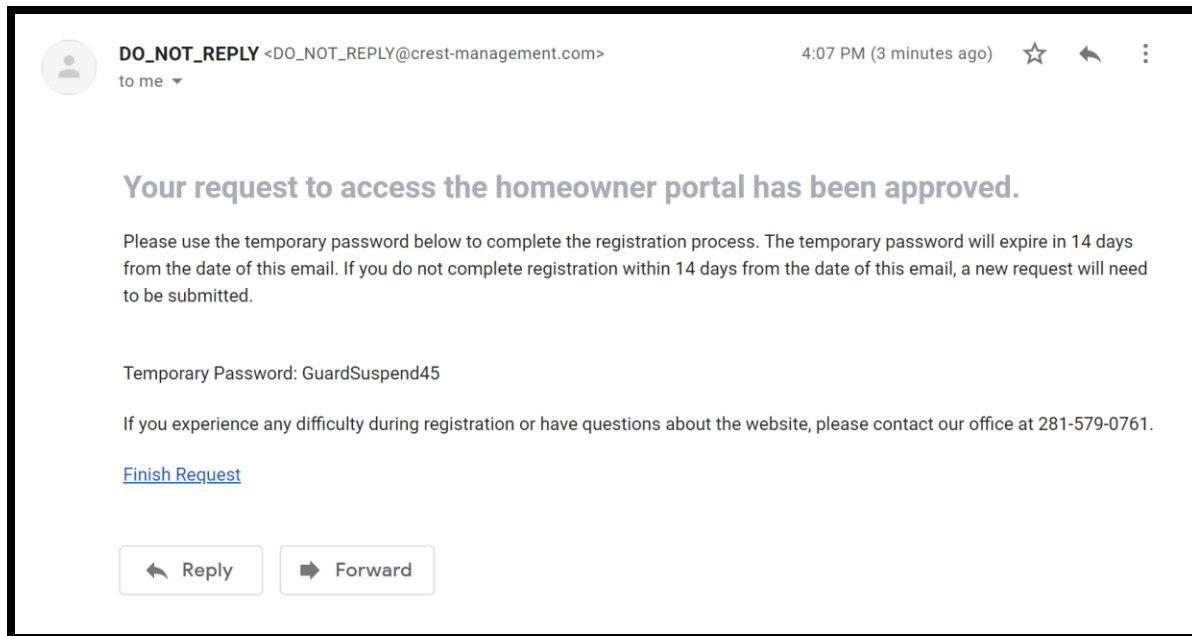 DO_NOT_REPLY <DO_NOT_REPLY@crest-management.com> 4:07 PM (3 minutes ago)
to me
Your request to access the homeowner portal has been approved.
Please use the temporary password below to complete the registration process. The temporary password will expire in 14 days
from the date of this email. If you do not complete registration within 14 days from the date of this email, a new request will need
to be submitted.
Temporary Password: GuardSuspend45
If you experience any difficulty during registration or have questions about the website, please contact our office at 281-579-0761.
Finish Request
Reply Forward